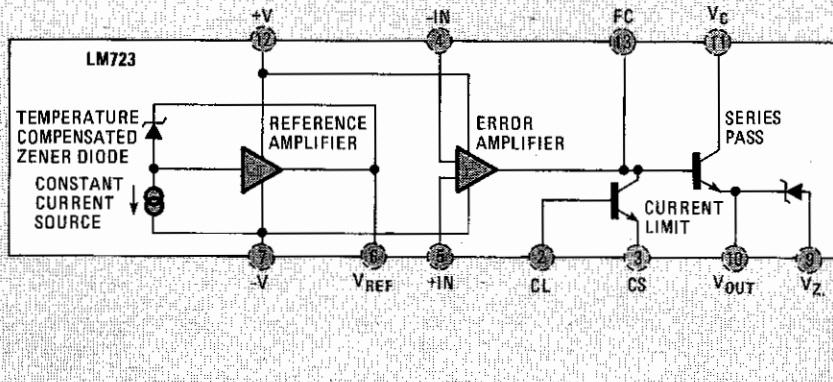 +V
-IN
FC
VC
12
4
13
11
LM723
TEMPERATURE
COMPENSATED
ZENER DIODE
REFERENCE
AMPLIFIER
ERROR
AMPLIFIER
SERIES
PASS
CONSTANT
CURRENT
SOURCE
CURRENT
LIMIT
7
6
5
2
3
10
9
-V
VREF
+IN
CL
CS
VOUT
VZ